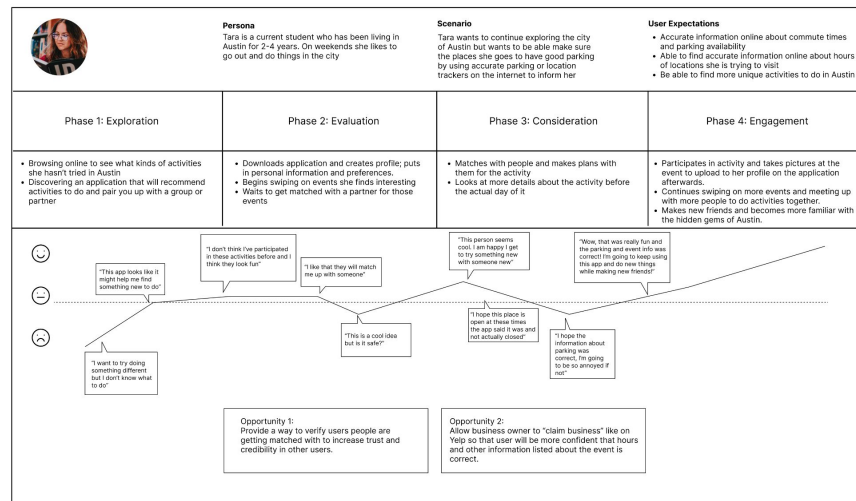 Persona
Tara is a current student who has been living in
Austin for 2-4 years. On weekends she likes to
go out and do things in the city
Scenario
Tara wants to continue exploring the city
of Austin but wants to be able make sure
the places she goes to have good parking
by using accurate parking or location
trackers on the internet to inform her
User Expectations
• Accurate information online about commute times
and parking availability
• Able to find accurate information online about hours
of locations she is trying to visit
• Be able to find more unique activities to do in Austin
Phase 1: Exploration
Phase 2: Evaluation
Phase 3: Consideration
Phase 4: Engagement
• Browsing online to see what kinds of activities
she hasn't tried in Austin
• Discovering an application that will recommend
activities to do and pair you up with a group or
partner
• Downloads application and creates profile; puts
in personal information and preferences.
• Begins swiping on events she finds interesting
• Waits to get matched with a partner for those
events
• Matches with people and makes plans with
them for the activity
• Looks at more details about the activity before
the actual day of it
• Participates in activity and takes pictures at the
event to upload to her profile on the application
afterwards.
• Continues swiping on more events and meeting up
with more people to do activities together.
• Makes new friends and becomes more familiar with
the hidden gems of Austin.
"I want to try doing
something different
but I don't know what
to do"
"This app looks like it
might help me find
something new to do"
"I don't think I've participated
in these activities before and I
think they look fun"
"I like that they will match
me up with someone"
"This is a cool idea
but is it safe?"
"This person seems
cool. I am happy I get
to try something new
with someone new"
"I hope this place is
open at these times
the app said it was and
not actually closed"
"I hope the
information about
parking was
correct, I'm going
to be so annoyed if
not"
"Wow, that was really fun and
the parking and event info was
correct! I'm going to keep using
this app and do new things
while making new friends!"
Opportunity 1:
Provide a way to verify users people are
getting matched with to increase trust and
credibility in other users.
Opportunity 2:
Allow business owner to "claim business" like on
Yelp so that user will be more confident that hours
and other information listed about the event is
correct.